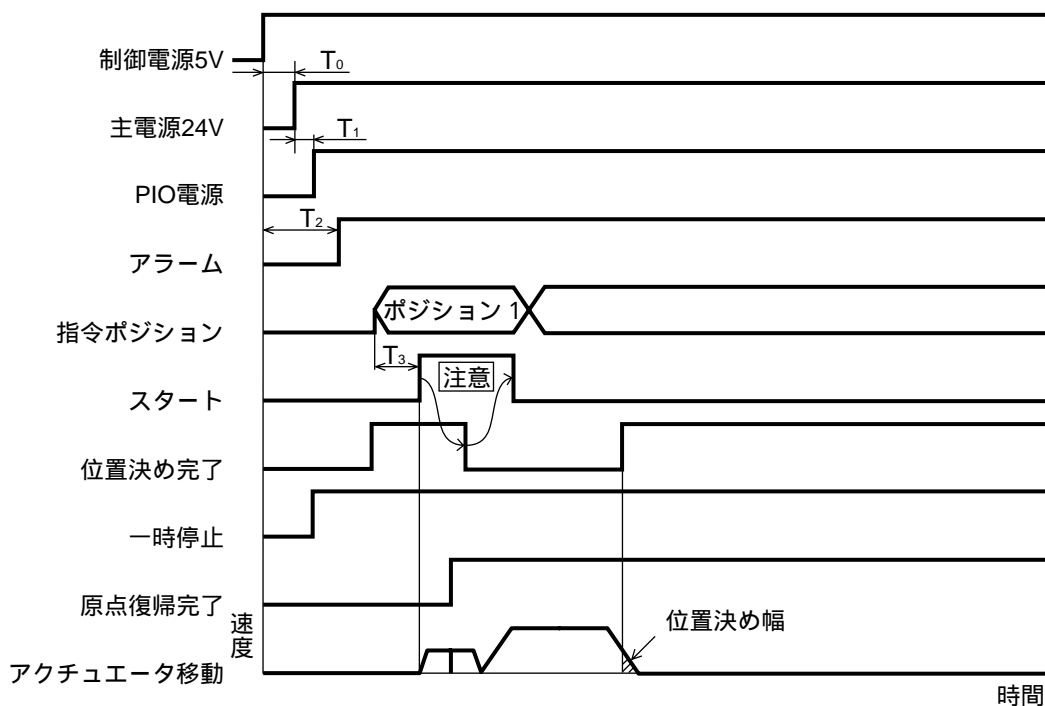 制御電源5V
T₀
主電源24V
T₁
PIO電源
T₂
アラーム
ポジション 1
指令ポジション
T₃
注意
スタート
位置決め完了
一時停止
原点復帰完了
速度
位置決め幅
アクチュエータ移動
時間